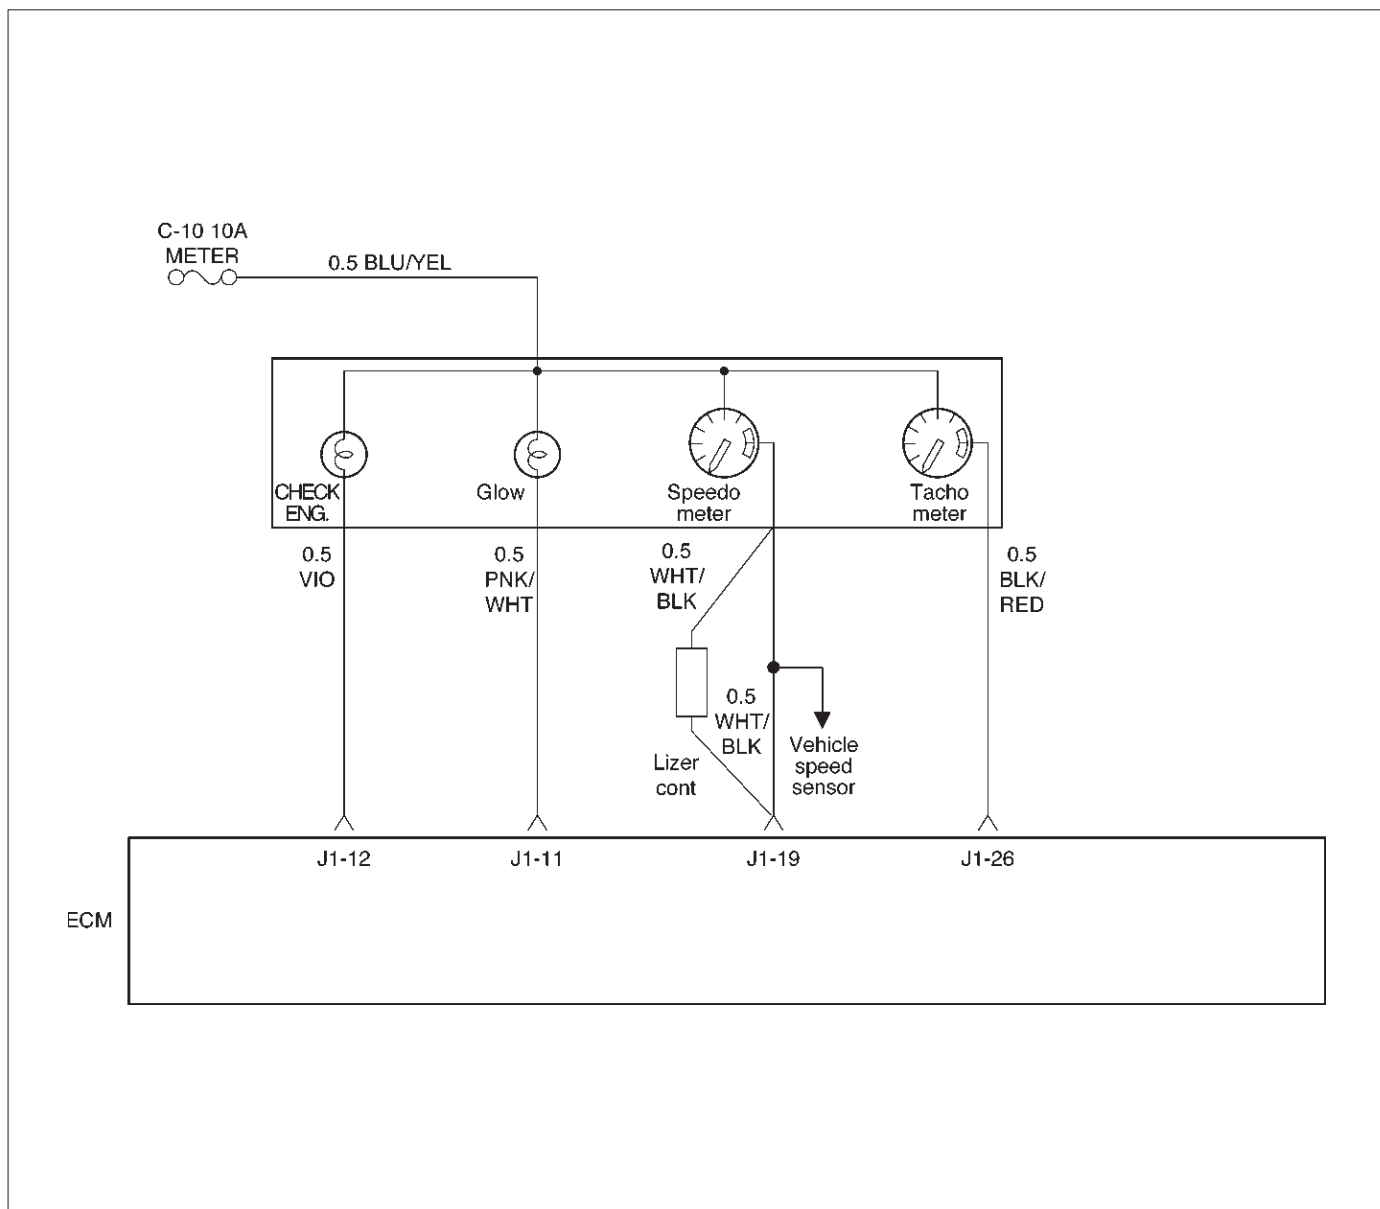 C-10 10A
METER
0.5 BLU/YEL
CHECK
ENG.
Glow
Speedo
meter
Tacho
meter
0.5
VIO
0.5
PNK/
WHT
0.5
WHT/
BLK
0.5
BLK/
RED
0.5
WHT/
BLK
Lizer
cont
Vehicle
speed
sensor
J1-12
J1-11
J1-19
J1-26
ECM